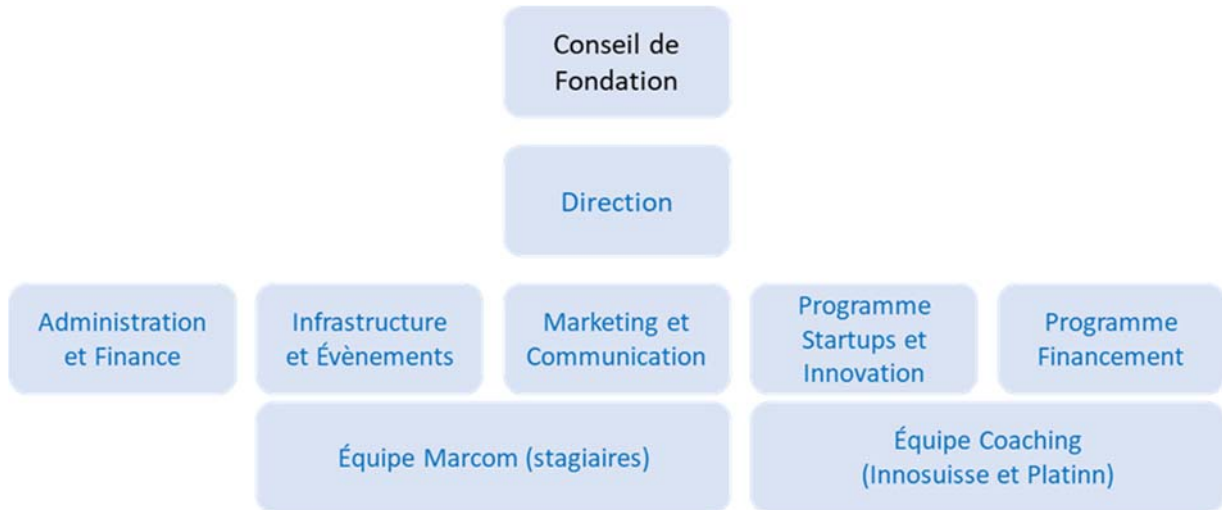 Conseil de
Fondation
Direction
Administration
et Finance
Infrastructure
et Évènements
Marketing et
Communication
Programme
Startups et
Innovation
Programme
Financement
Équipe Marcom (stagiaires)
Équipe Coaching
(Innosuisse et Platinn)